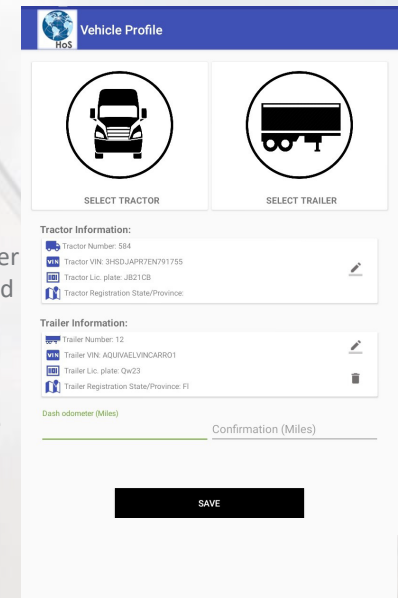 HoS
Vehicle Profile
SELECT TRACTOR
SELECT TRAILER
er
d
Tractor Information:
Tractor Number: 584
VIN Tractor VIN: 3HSDJAPR7EN791755
Tractor Lic. plate: JB21CB
Tractor Registration State/Province:
Trailer Information:
Trailer Number: 12
VIN Trailer VIN: AQUIVAELVINCARRO1
Trailer Lic. plate: Qw23
Trailer Registration State/Province: Fl
Dash odometer (Miles)
Confirmation (Miles)
SAVE